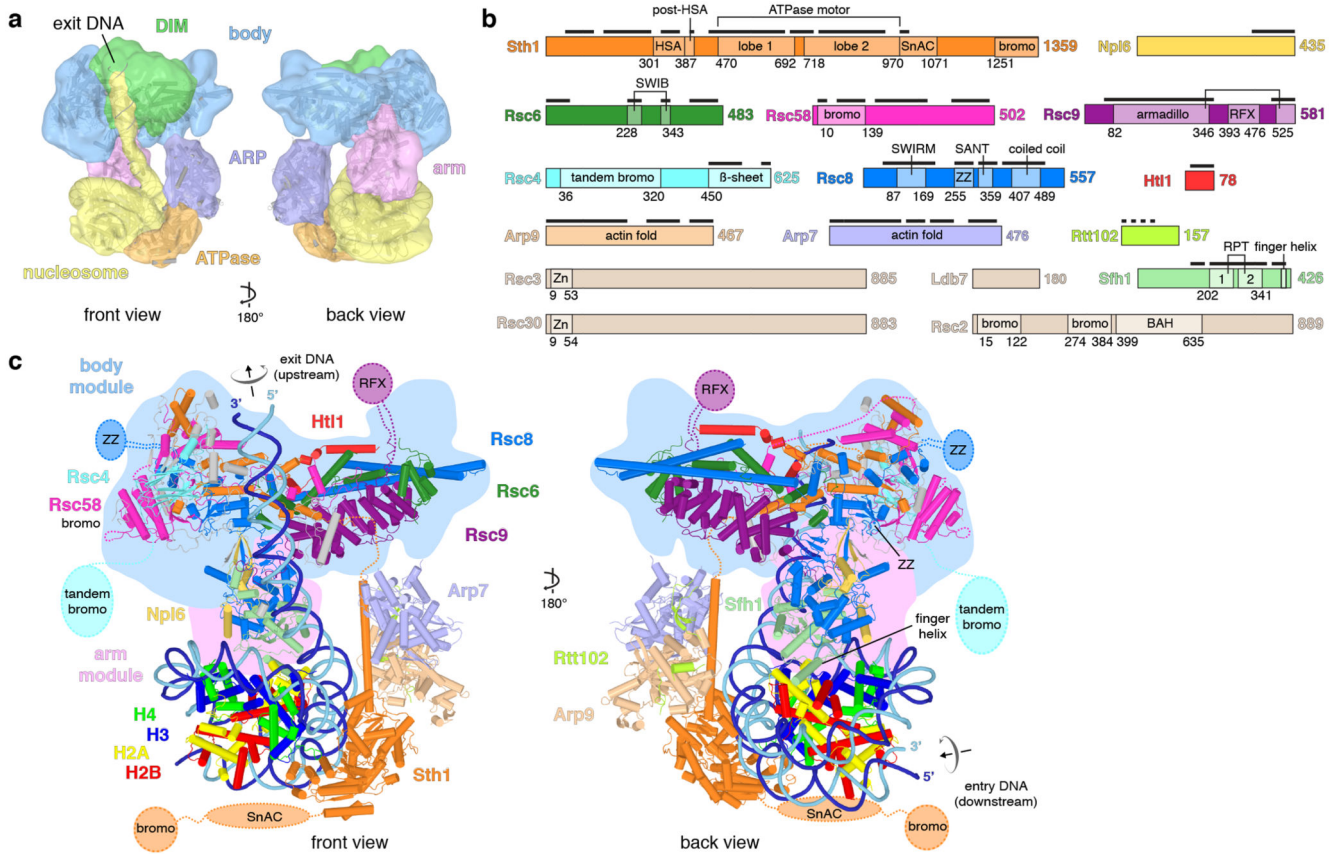 a
exit DNA
DIM
body
ARP
arm
nucleosome
ATPase
front view
180°
back view
b
post-HSA
ATPase motor
Sth1
HSA
lobe 1
lobe 2
SnAC
bromo
1359
301
387
470
692
718
970
1071
1251
Npl6
435
SWIB
Rsc6
483
228
343
Rsc58
bromo
502
10
139
Rsc9
armadillo
RFX
581
82
346
393
476
525
Rsc4
tandem bromo
ß-sheet
625
36
320
450
SWIRM
SANT
coiled coil
Rsc8
ZZ
557
87
169
255
359
407
489
Htl1
78
Arp9
actin fold
467
Arp7
actin fold
476
Rtt102
157
RPT
finger helix
Sfh1
1
2
426
202
341
Rsc3
Zn
885
9
53
Ldb7
180
Rsc30
Zn
883
9
54
Rsc2
bromo
bromo
BAH
889
15
122
274
384
399
635
c
body
module
exit DNA
(upstream)
3’
5’
RFX
ZZ
Htl1
Rsc8
Rsc4
Rsc58
bromo
Rsc6
Rsc9
tandem
bromo
Npl6
Arp7
arm
module
H4
H3
H2A
H2B
Sth1
bromo
SnAC
front view
180°
RFX
ZZ
ZZ
Sfh1
tandem
bromo
finger
helix
Rtt102
Arp9
3’
5’
entry DNA
(downstream)
SnAC
bromo
back view